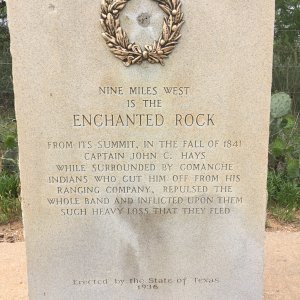 NINE MILES WEST
IS THE
ENCHANTED ROCK
FROM ITS SUMMIT, IN THE FALL OF 1841
CAPTAIN JOHN C. HAYS
WHILE SURROUNDED BY COMANCHE
INDIANS WHO CUT HIM OFF FROM HIS
RANGING COMPANY, REPULSED THE
WHOLE BAND AND INFLICTED UPON THEM
SUCH HEAVY LOSS THAT THEY FLED
Erected by the State of Texas
1936